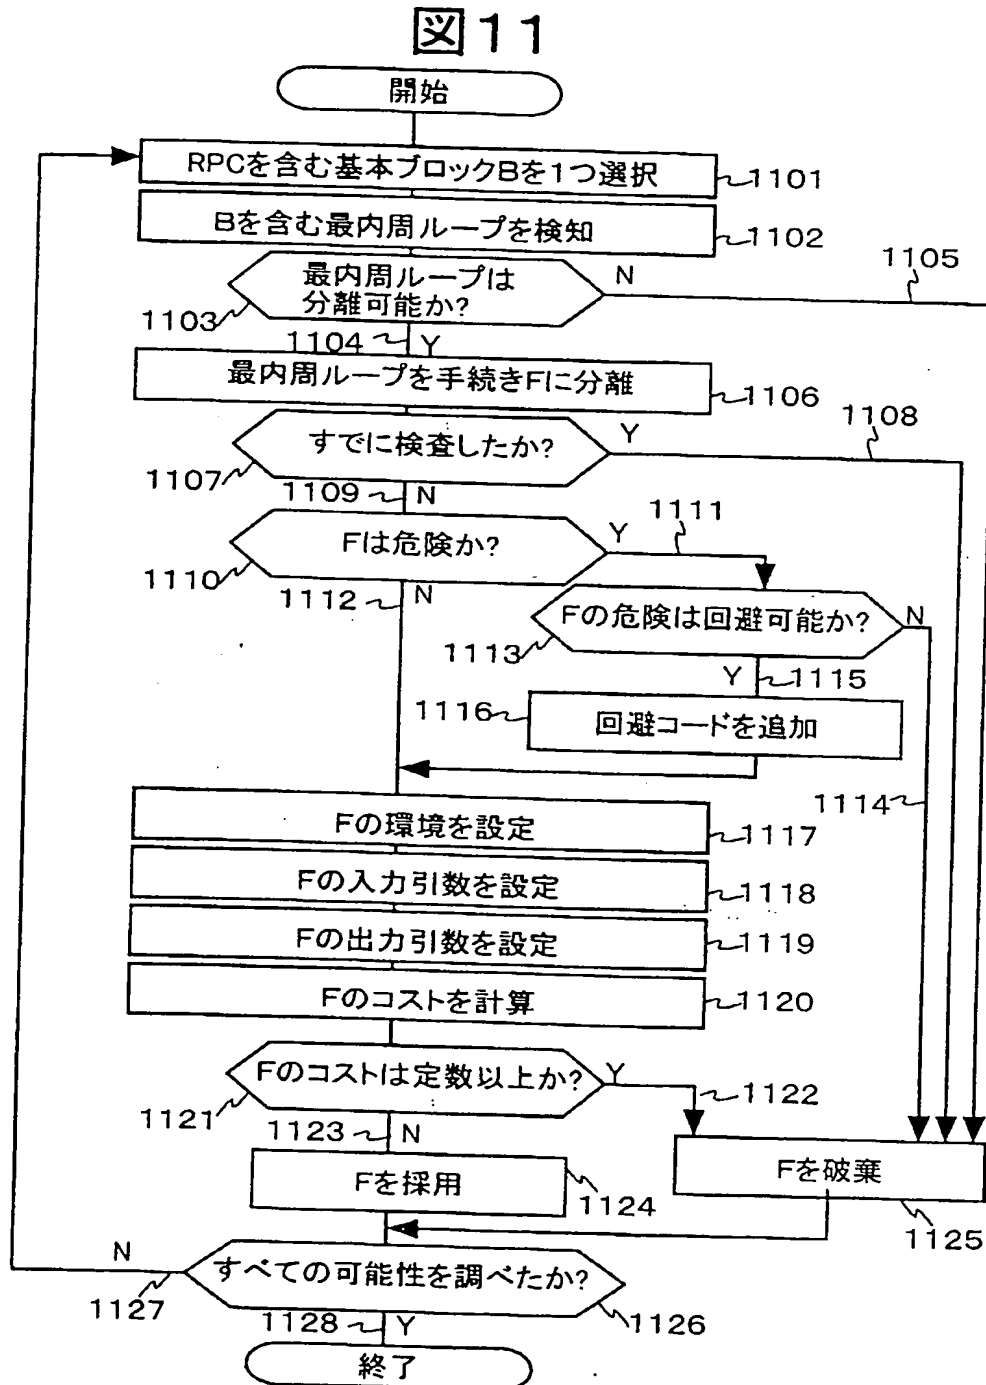 図11
開始
RPCを含む基本ブロックBを1つ選択
1101
Bを含む最内周ループを検知
1102
最内周ループは
分離可能か?
N
1105
1103
1104
Y
最内周ループを手続きFに分離
1106
1108
すでに検査したか?
Y
1107
1109
N
1111
Fは危険か?
Y
1110
1112
N
Fの危険は回避可能か?
N
1113
Y
1115
1116
回避コードを追加
1114
Fの環境を設定
1117
Fの入力引数を設定
1118
Fの出力引数を設定
1119
Fのコストを計算
1120
Fのコストは定数以上か?
Y
1122
1121
1123
N
Fを採用
1124
Fを破棄
1125
N
すべての可能性を調べたか?
1127
1126
1128
Y
終了